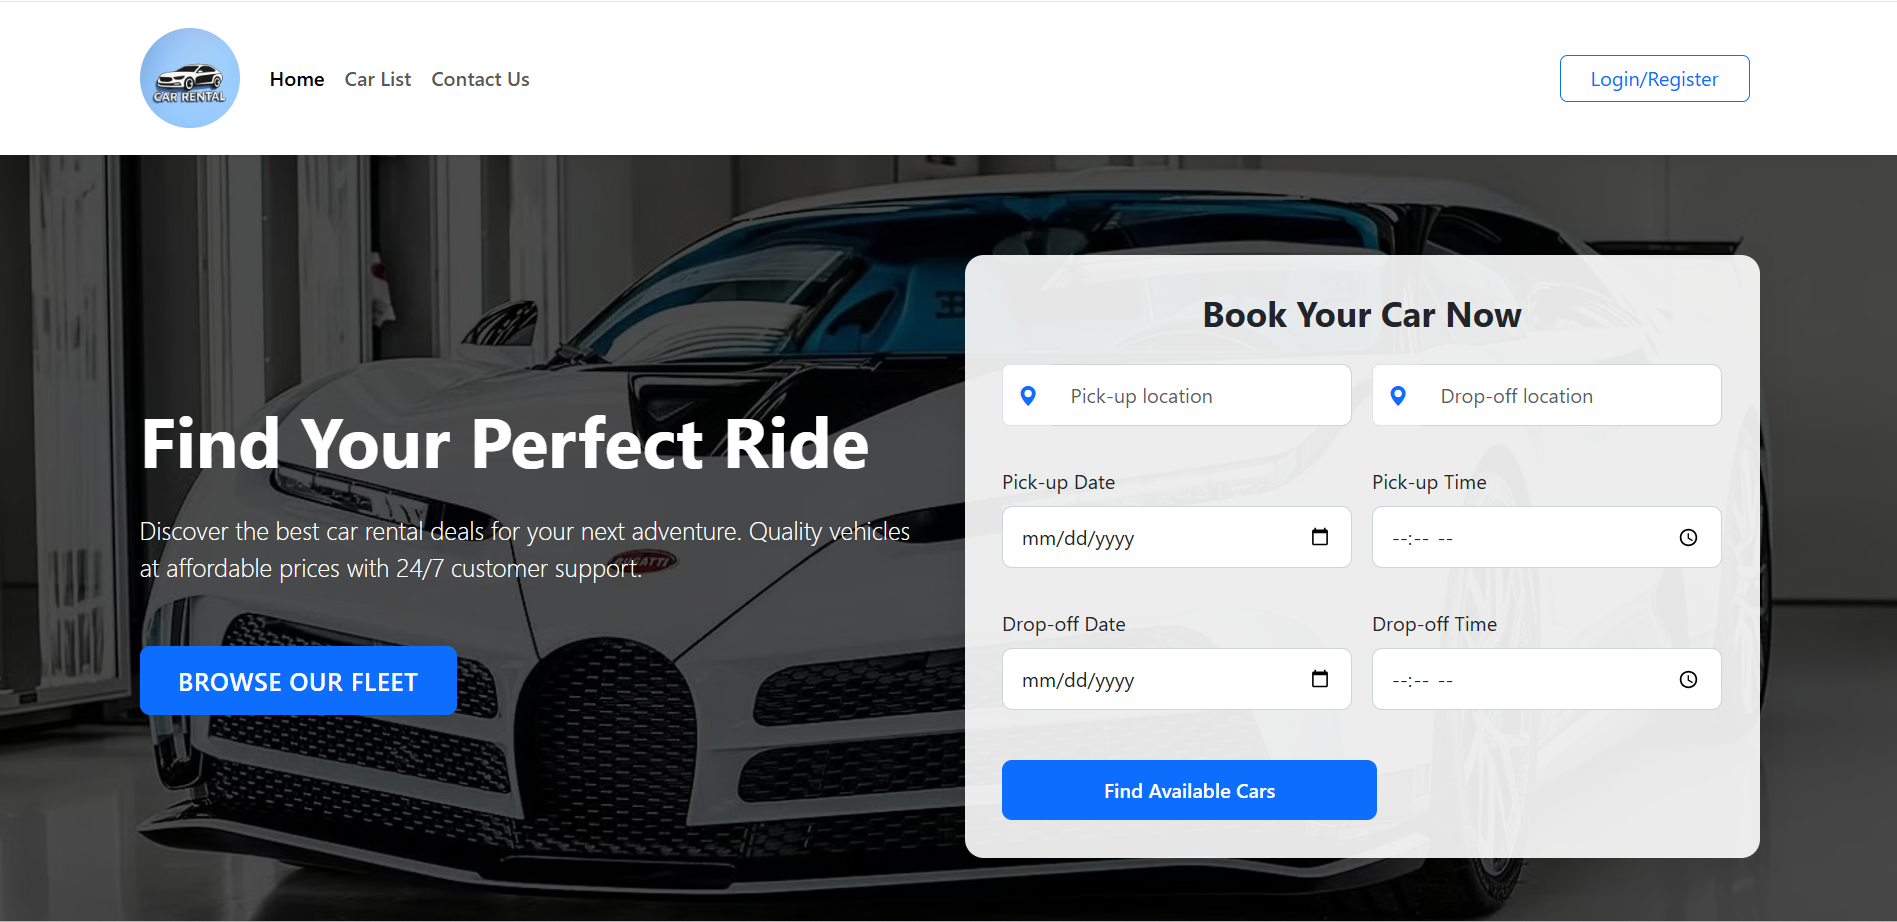 CAR RENTAL
Home
Car List
Contact Us
Login/Register
Find Your Perfect Ride
Discover the best car rental deals for your next adventure. Quality vehicles
at affordable prices with 24/7 customer support.
BROWSE OUR FLEET
Book Your Car Now
Pick-up location
Drop-off location
Pick-up Date
Pick-up Time
mm/dd/yyyy
--:-- --
Drop-off Date
Drop-off Time
mm/dd/yyyy
--:-- --
Find Available Cars